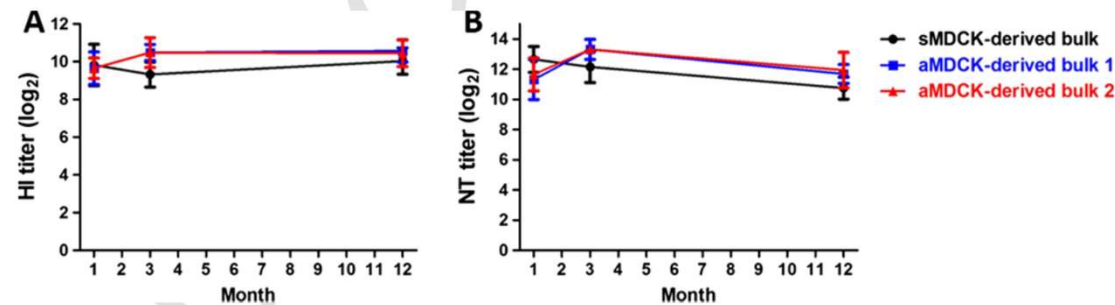 A
HI titer (log2)
12
10
8
6
4
2
0
1 2 3 4 5 6 7 8 9 10 11 12
Month
B
NT titer (log2)
14
12
10
8
6
4
2
0
1 2 3 4 5 6 7 8 9 10 11 12
Month
sMDCK-derived bulk
aMDCK-derived bulk 1
aMDCK-derived bulk 2